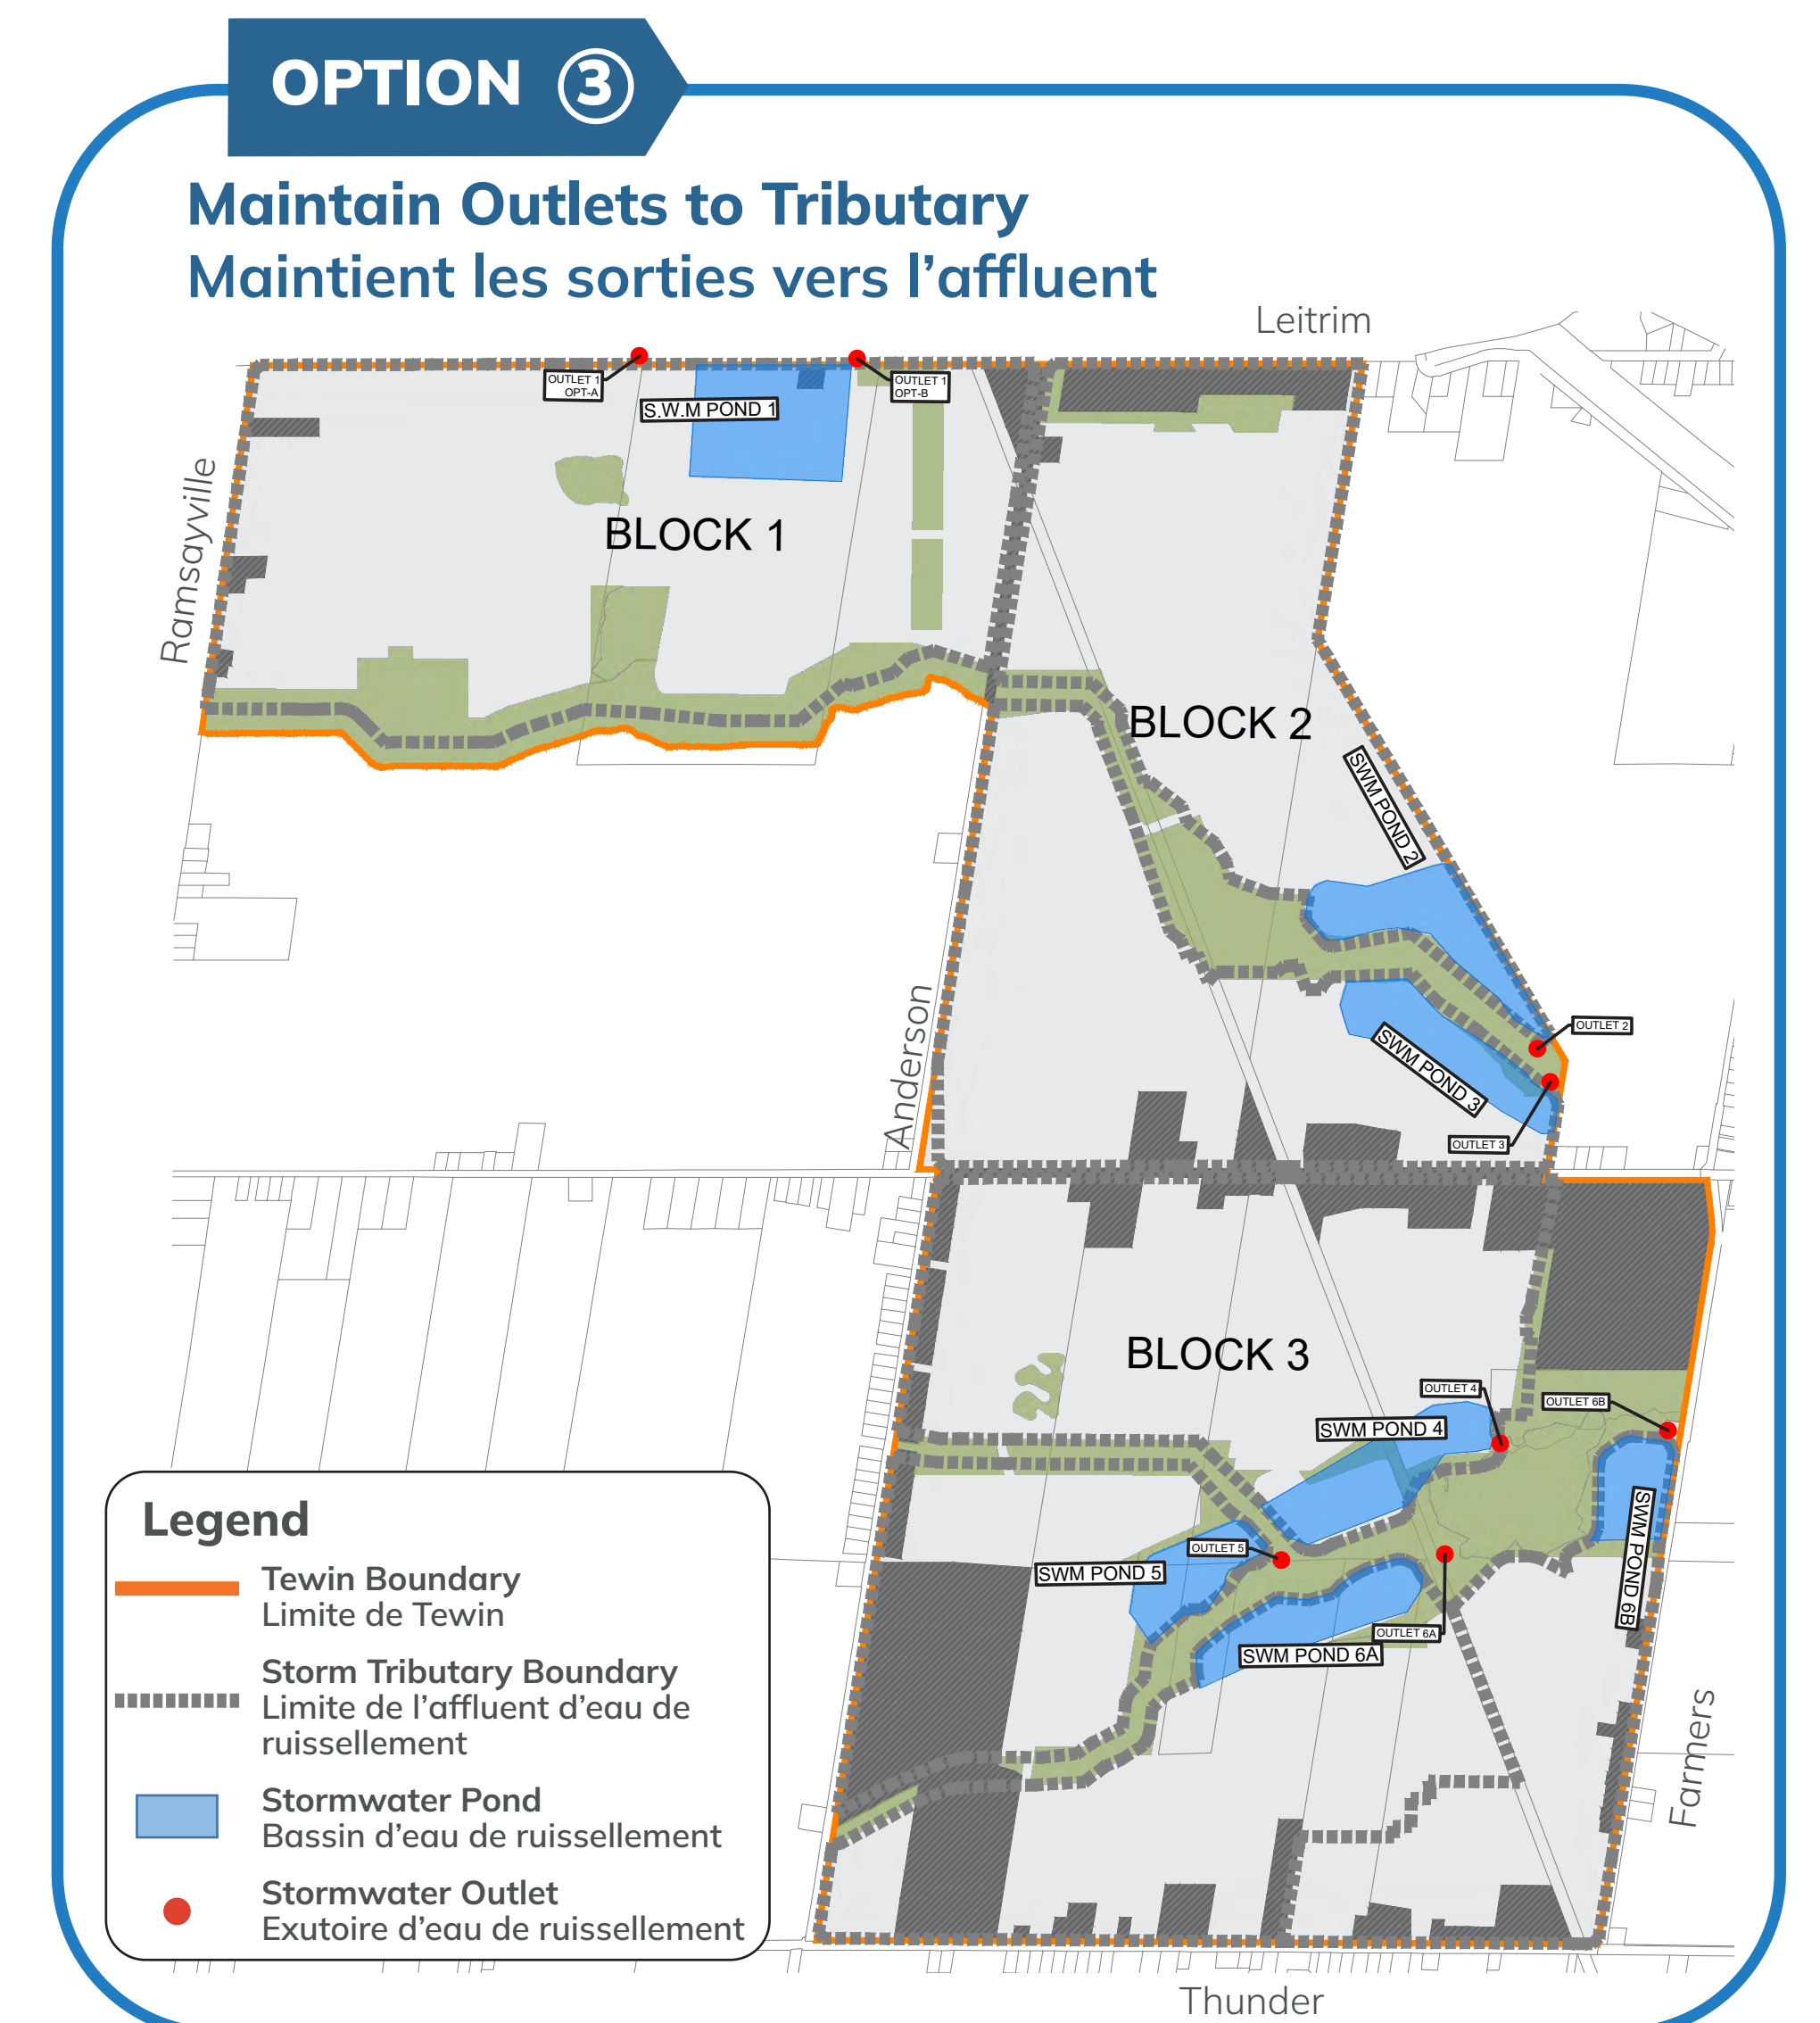 OPTION 3
Maintain Outlets to Tributary
Maintient les sorties vers l'affluent
Leitrim
OUTLET 1
OPT-A
S.W.M POND 1
OUTLET 1
OPT-B
Ramsayville
BLOCK 1
BLOCK 2
SWM POND 2
Anderson
OUTLET 2
SWM POND 3
OUTLET 3
BLOCK 3
OUTLET 4
OUTLET 6B
SWM POND 4
SWM POND 6B
OUTLET 5
SWM POND 5
OUTLET 6A
SWM POND 6A
Farmers
Thunder
Legend
Tewin Boundary
Limite de Tewin
Storm Tributary Boundary
Limite de l'affluent d'eau de
ruissellement
Stormwater Pond
Bassin d'eau de ruissellement
Stormwater Outlet
Exutoire d'eau de ruissellement